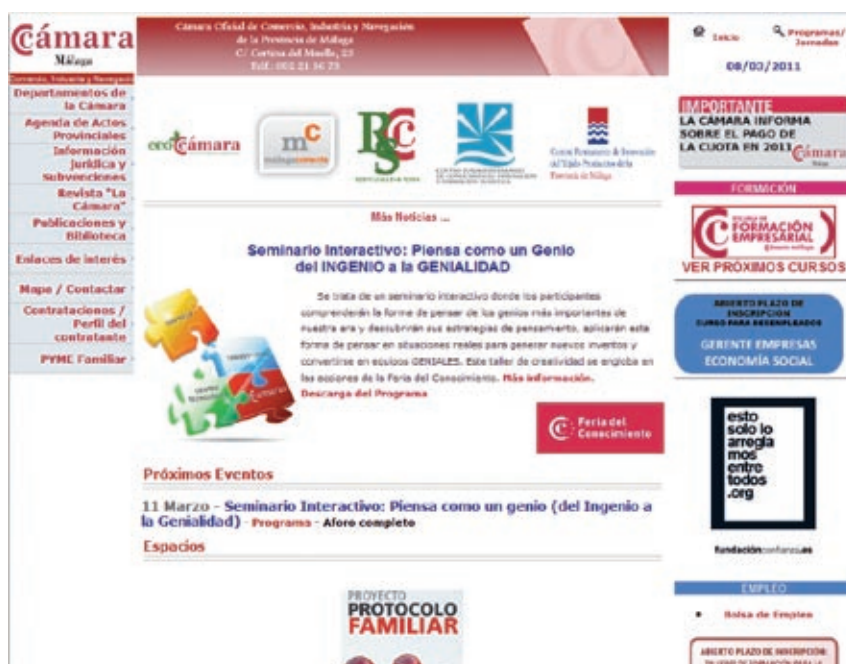 Cámara
Málaga
Cámara Oficial de Comercio, Industria y Navegación
de la Provincia de Málaga
C/ Cortina del Muelle, 23
Inicio
Programas/
Jornadas
08/03/2011
Departamentos de
la Cámara
Agenda de Actos
Provinciales
Información
Jurídica y
Subvenciones
Revista "La
Cámara"
Publicaciones y
Biblioteca
Enlaces de interés
Mapa / Contactar
Contrataciones /
Perfil del
contratante
PYME Familiar
ecoCámara
mc
RSC
Más Noticias ...
Seminario Interactivo: Piensa como un Genio
del INGENIO a la GENIALIDAD
Se trata de un seminario interactivo donde los participantes
comprenderán la forma de pensar de los genios más importantes de
nuestra era y descubrirán sus estrategias de pensamiento, aplicarán esta
forma de pensar en situaciones reales para generar nuevos inventos y
convertirse en equipos GENIALES. Este taller de creatividad se engloba en
las acciones de la Feria del Conocimiento. Más información.
Descarga del Programa
Feria del
Conocimiento
Próximos Eventos
11 Marzo - Seminario Interactivo: Piensa como un genio (del Ingenio a
la Genialidad) - Programa - Aforo completo
Espacios
PROYECTO
PROTOCOLO
FAMILIAR
IMPORTANTE
LA CÁMARA INFORMA
SOBRE EL PAGO DE
LA CUOTA EN 2011
Cámara
FORMACIÓN
ESCUELA DE
FORMACIÓN
EMPRESARIAL
VER PRÓXIMOS CURSOS
ABIERTO PLAZO DE
INSCRIPCIÓN
CURSO PARA DESEMPLEADOS
GERENTE EMPRESAS
ECONOMÍA SOCIAL
esto
solo lo
arregla
mos
entre
todos
.org
fundaciónconfianza.es
EMPLEO
Bolsa de Empleo
ABIERTO PLAZO DE INSCRIPCIÓN: